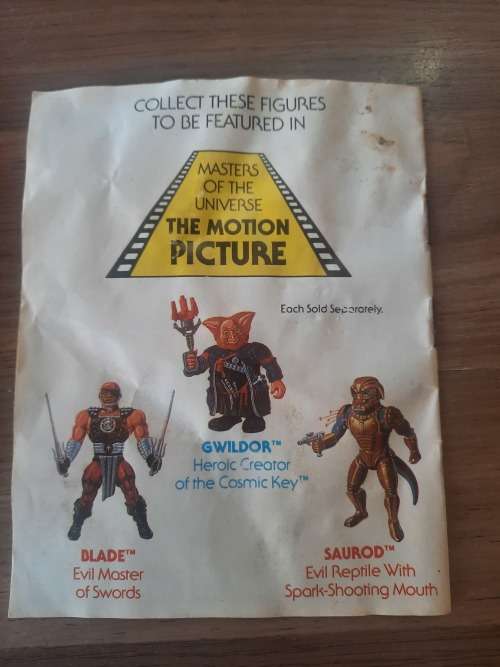 COLLECT THESE FIGURES
TO BE FEATURED IN
MASTERS
OF THE
UNIVERSE
THE MOTION
PICTURE
Each Sold Separately.
GWILDOR™
Heroic Creator
of the Cosmic Key™
BLADE™
Evil Master
of Swords
SAUROD™
Evil Reptile With
Spark-Shooting Mouth